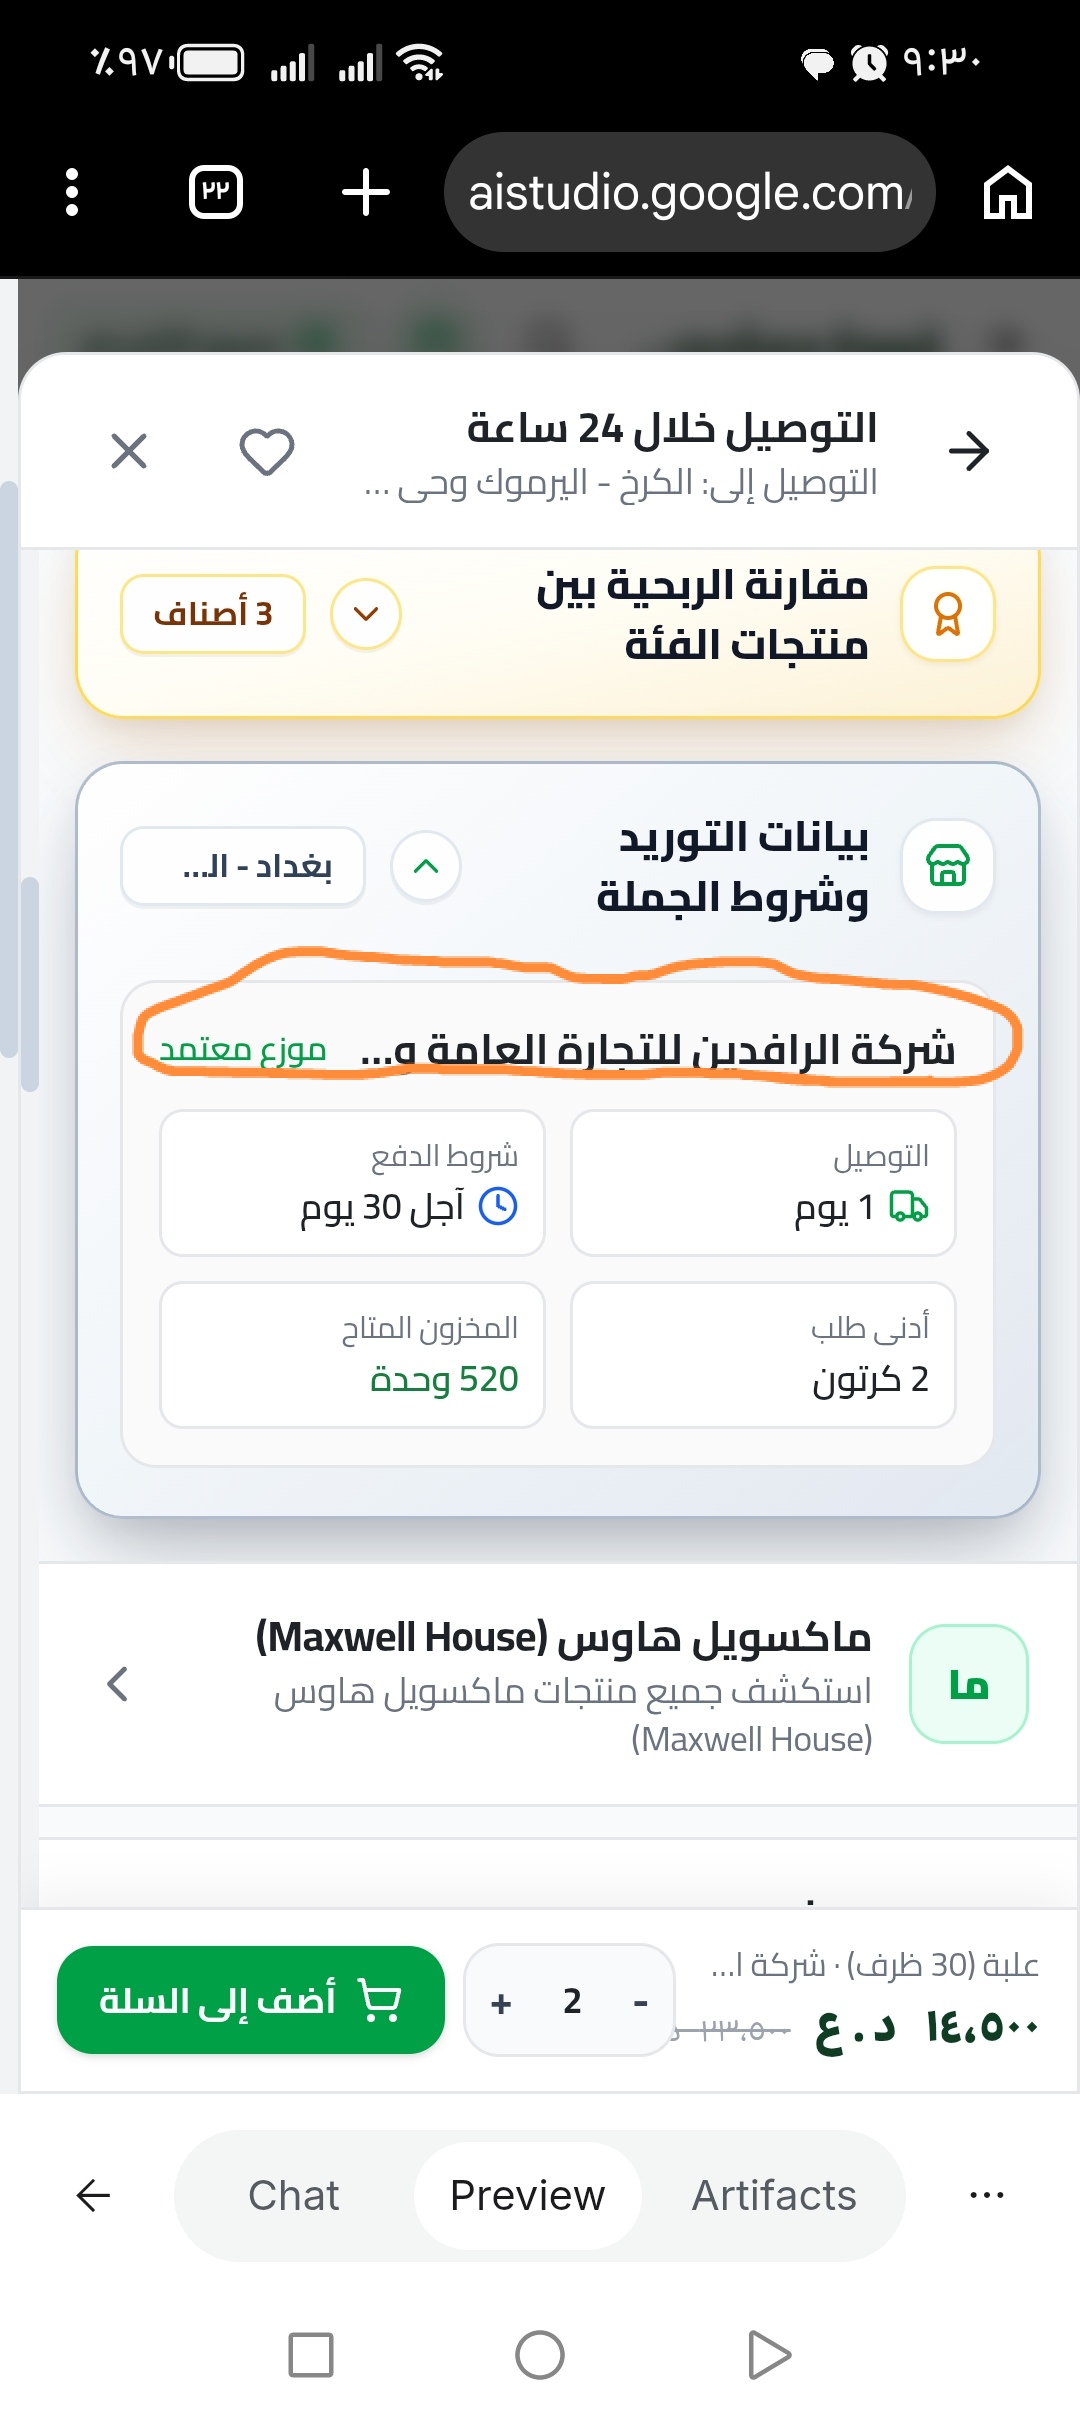 ٪٩٧
٩:٣٠
٢٢
aistudio.google.com/
التوصيل خلال 24 ساعة
التوصيل إلى: الكرخ - اليرموك وحي ...
مقارنة الربحية بين
منتجات الفئة
3 أصناف
بيانات التوريد
وشروط الجملة
بغداد - الـ...
شركة الرافدين للتجارة العامة و...
موزع معتمد
التوصيل
1 يوم
شروط الدفع
آجل 30 يوم
أدنى طلب
2 كرتون
المخزون المتاح
520 وحدة
ما
ماكسويل هاوس (Maxwell House)
استكشف جميع منتجات ماكسويل هاوس
(Maxwell House)
علبة (30 ظرف) · شركة ا...
١٤،٥٠٠ د.ع
٢٣،٥٠٠
- 2 +
أضف إلى السلة
Chat
Preview
Artifacts